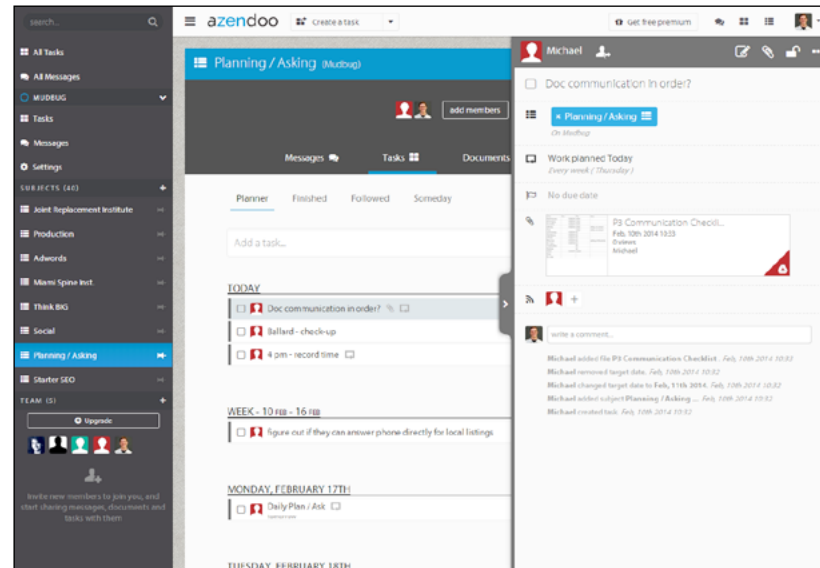 search...
All Tasks
All Messages
MUDBUG
Tasks
Messages
Settings
SUBJECTS (40)
Joint Replacement Institute
Production
Adwords
Miami Spine Inst.
Think BIG
Social
Planning / Asking
Starter SEO
TEAM (5)
Upgrade
Invite new members to join you, and
start sharing messages, documents and
tasks with them
azendoo
Create a task
Get free premium
Planning / Asking (Mudbug)
add members
Messages
Tasks
Documents
Planner
Finished
Followed
Someday
Add a task...
TODAY
Doc communication in order?
Ballard - check-up
4 pm - record time
WEEK - 10 FEB - 16 FEB
figure out if they can answer phone directly for local listings
MONDAY, FEBRUARY 17TH
Daily Plan / Ask
TUESDAY, FEBRUARY 18TH
Michael
Doc communication in order?
Planning / Asking
On Mudbug
Work planned Today
Every week ( Thursday )
No due date
P3 Communication Checkli...
Feb, 10th 2014 10:33
0 views
Michael
write a comment...
Michael added file P3 Communication Checklist . Feb, 10th 2014 10:32
Michael removed target date. Feb, 10th 2014 10:32
Michael changed target date to Feb, 11th 2014. Feb, 10th 2014 10:32
Michael added subject Planning / Asking ... Feb, 10th 2014 10:32
Michael created task Feb, 10th 2014 10:32